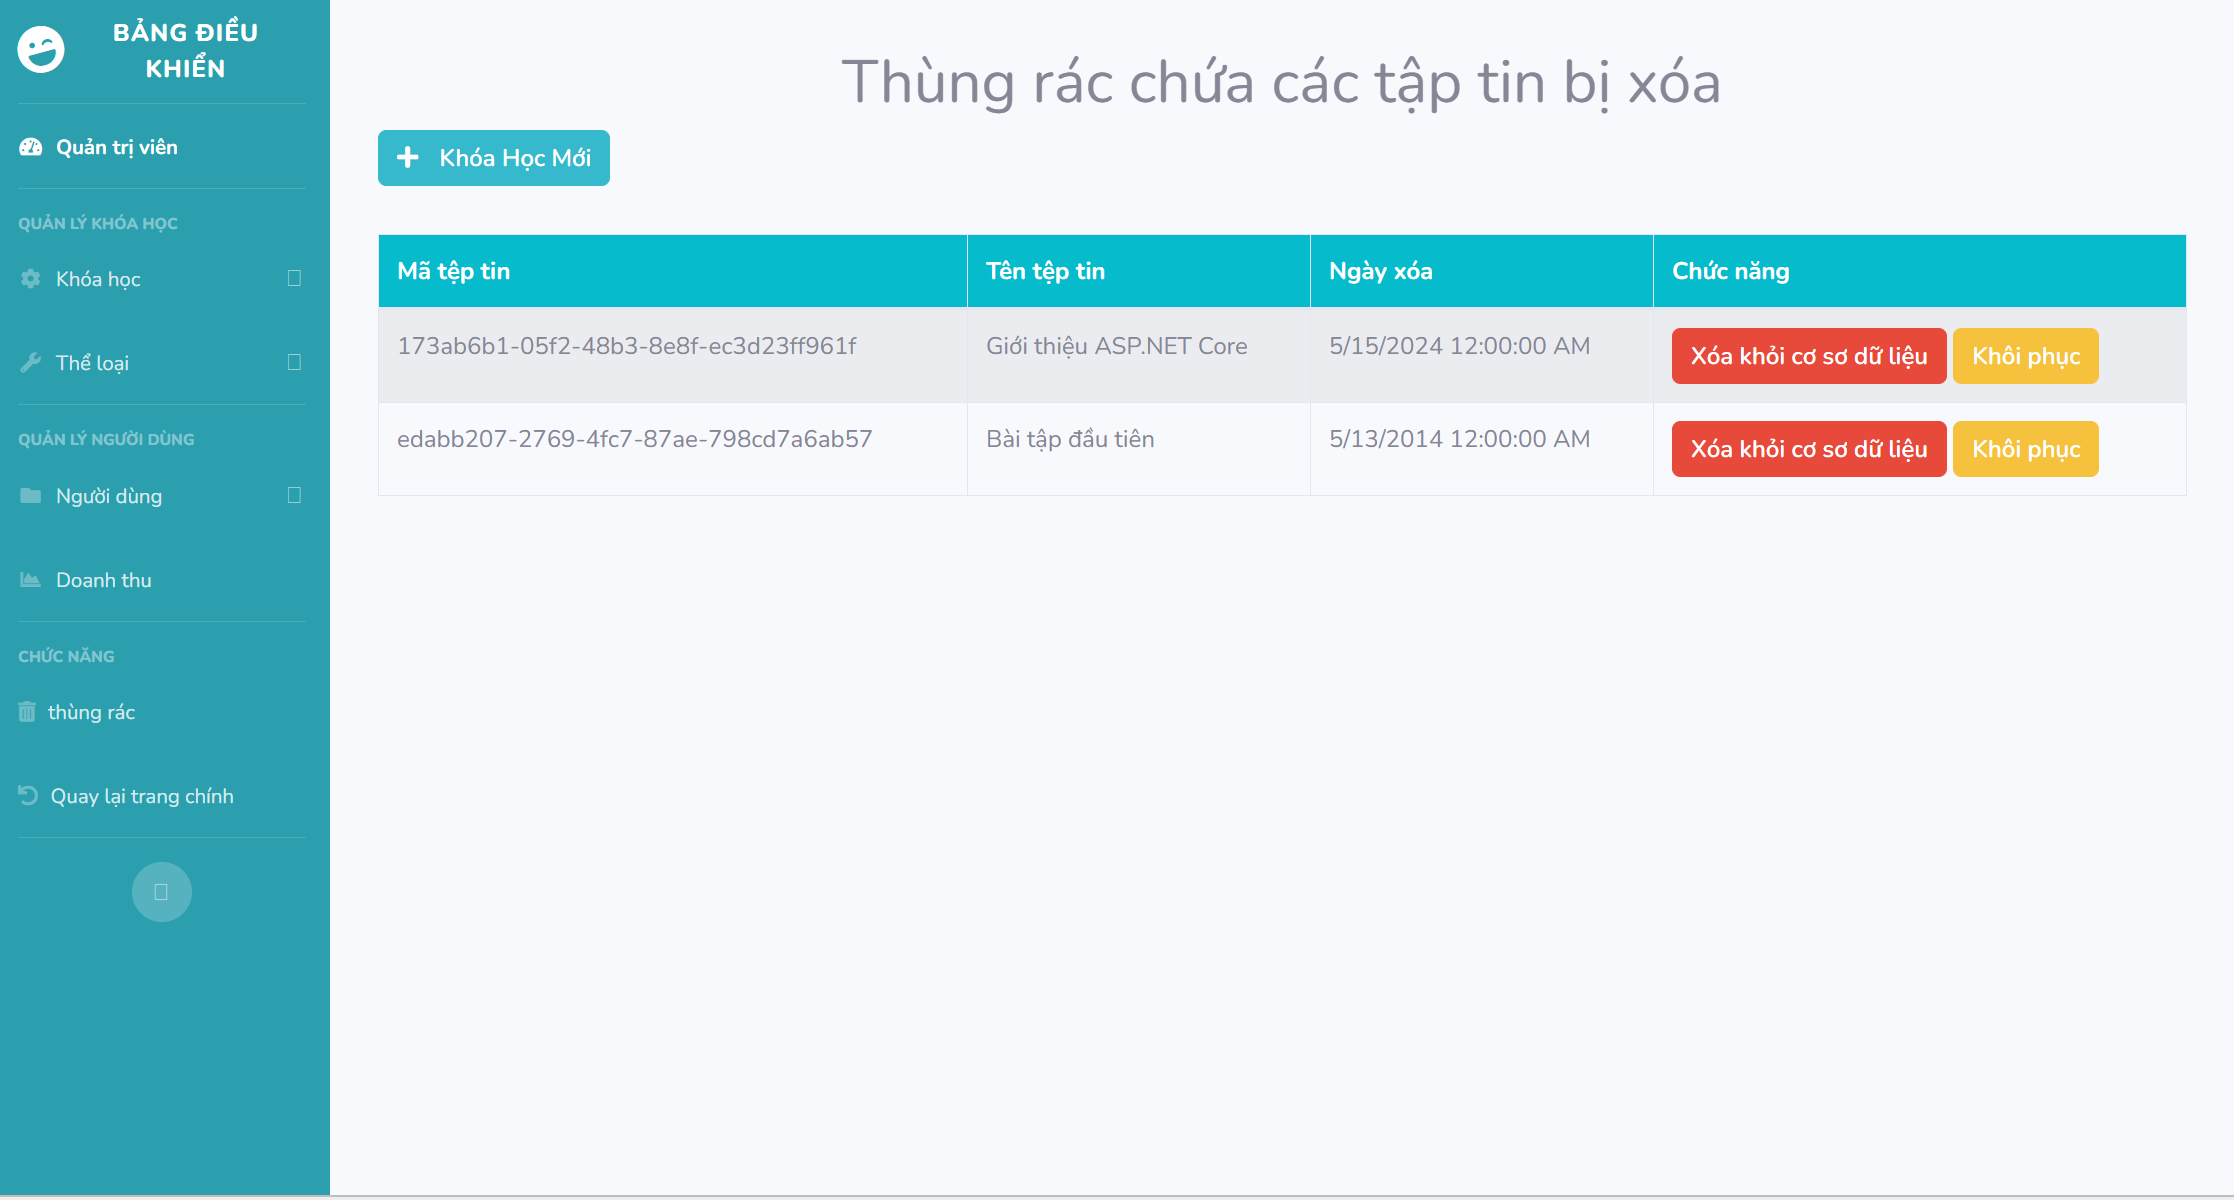 BẢNG ĐIỀU
KHIỂN
Quản trị viên
QUẢN LÝ KHÓA HỌC
Khóa học
Thể loại
QUẢN LÝ NGƯỜI DÙNG
Người dùng
Doanh thu
CHỨC NĂNG
thùng rác
Quay lại trang chính
Thùng rác chứa các tập tin bị xóa
Khóa Học Mới
Mã tệp tin Tên tệp tin Ngày xóa Chức năng
173ab6b1-05f2-48b3-8e8f-ec3d23ff961f Giới thiệu ASP.NET Core 5/15/2024 12:00:00 AM Xóa khỏi cơ sơ dữ liệu Khôi phục
edabb207-2769-4fc7-87ae-798cd7a6ab57 Bài tập đầu tiên 5/13/2014 12:00:00 AM Xóa khỏi cơ sơ dữ liệu Khôi phục